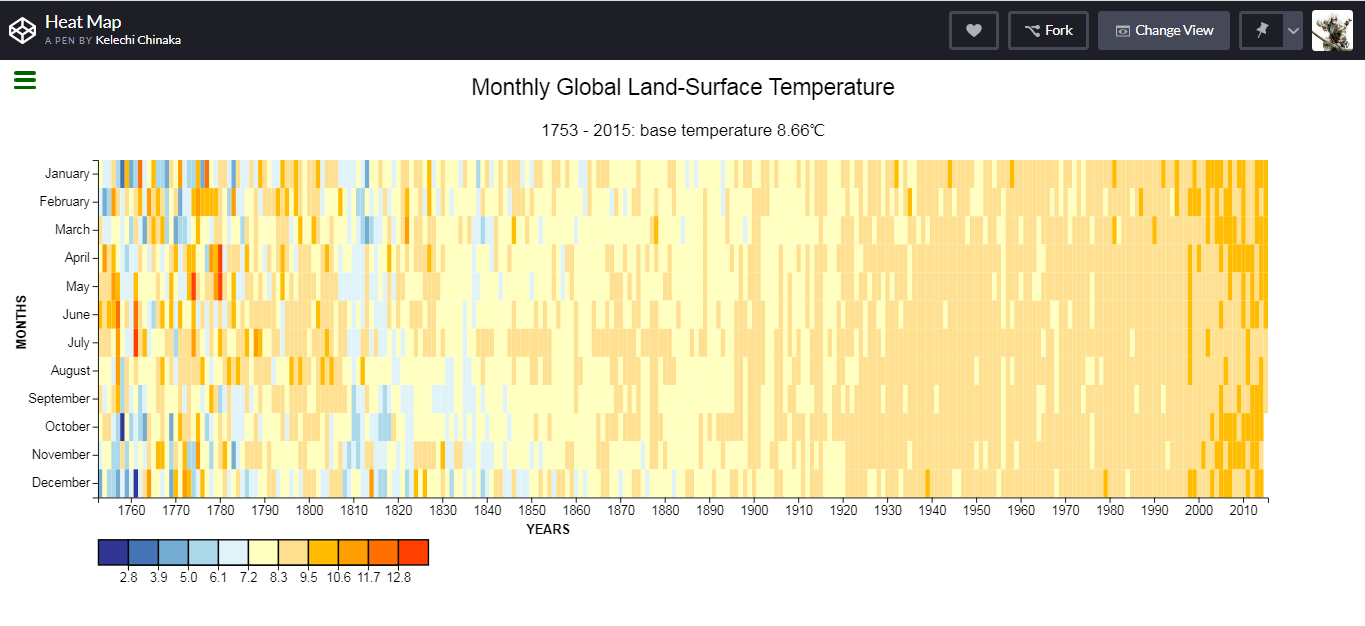 Heat Map
A PEN BY Kelechi Chinaka
Fork
Change View
Monthly Global Land-Surface Temperature
1753 - 2015: base temperature 8.66℃
MONTHS
January
February
March
April
May
June
July
August
September
October
November
December
1760 1770 1780 1790 1800 1810 1820 1830 1840 1850 1860 1870 1880 1890 1900 1910 1920 1930 1940 1950 1960 1970 1980 1990 2000 2010
YEARS
2.8 3.9 5.0 6.1 7.2 8.3 9.5 10.6 11.7 12.8